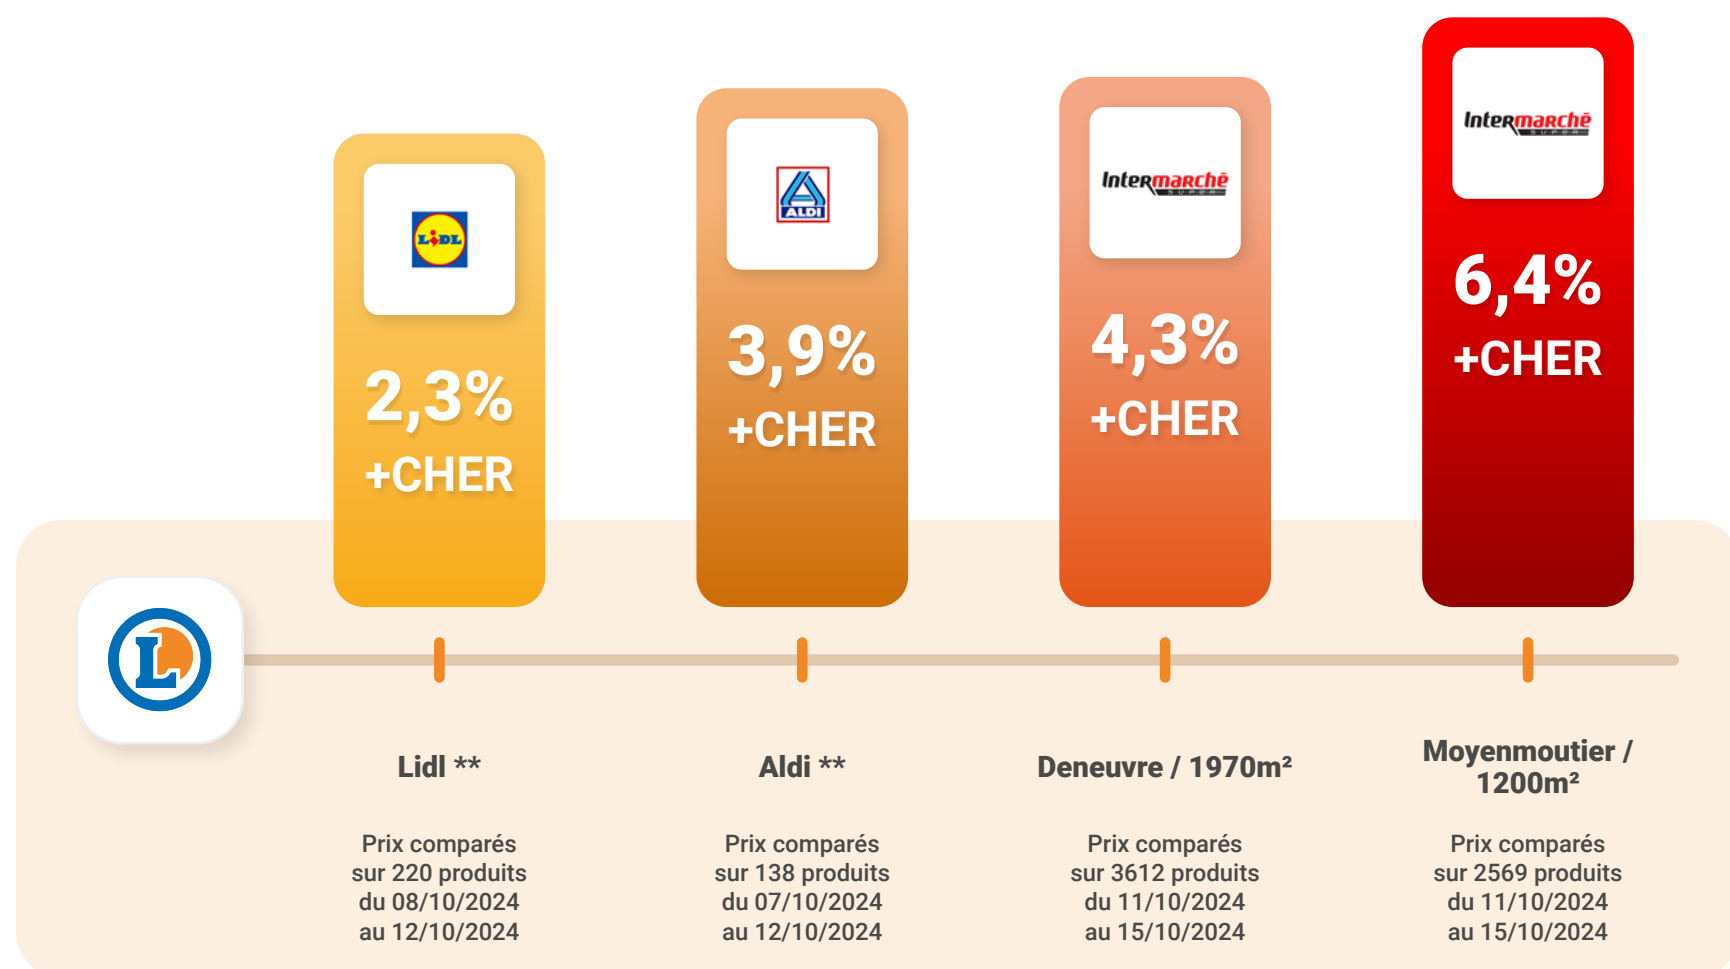 LIDL
2,3%
+CHER
ALDI
3,9%
+CHER
Intermarché
SUPER
4,3%
+CHER
Intermarché
SUPER
6,4%
+CHER
L
Lidl **
Prix comparés
sur 220 produits
du 08/10/2024
au 12/10/2024
Aldi **
Prix comparés
sur 138 produits
du 07/10/2024
au 12/10/2024
Deneuvre / 1970m²
Prix comparés
sur 3612 produits
du 11/10/2024
au 15/10/2024
Moyenmoutier /
1200m²
Prix comparés
sur 2569 produits
du 11/10/2024
au 15/10/2024